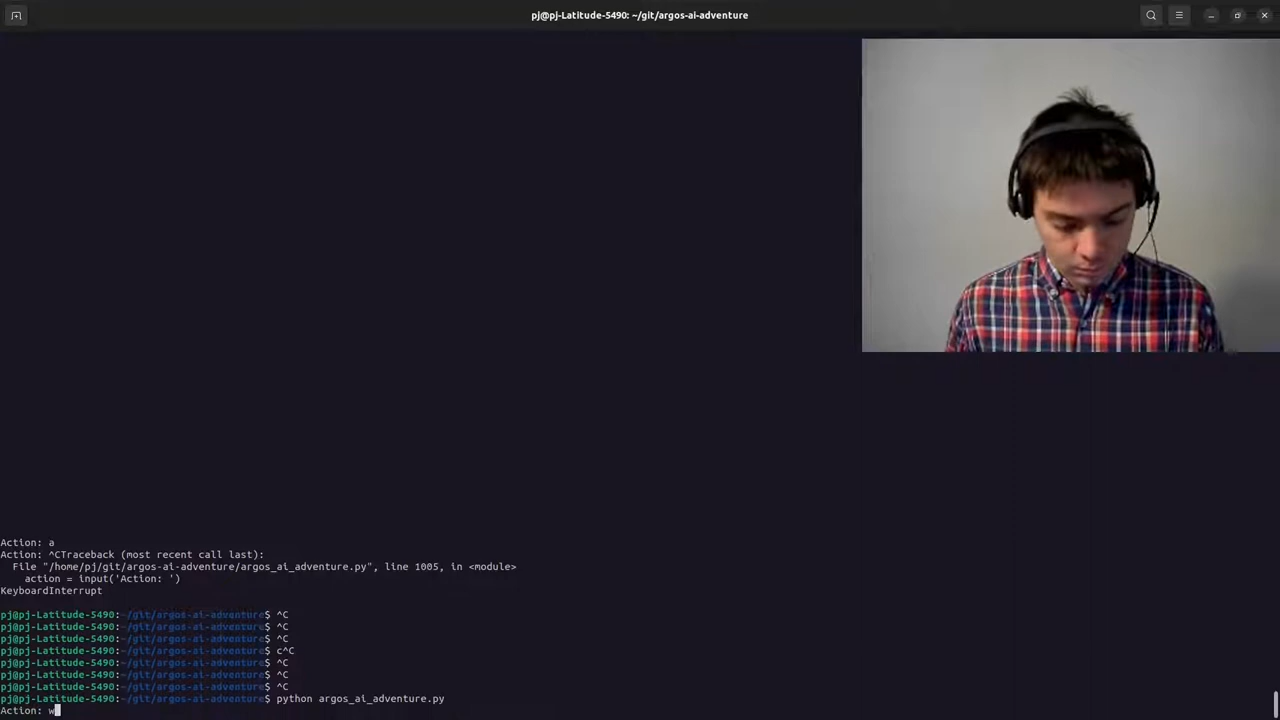 pj@pj-Latitude-5490: ~/git/argos-ai-adventure
Action: a
Action: ^CTraceback (most recent call last):
  File "/home/pj/git/argos-ai-adventure/argos_ai_adventure.py", line 1005, in <module>
    action = input('Action: ')
KeyboardInterrupt
pj@pj-Latitude-5490:~/git/argos-ai-adventure$ ^C
pj@pj-Latitude-5490:~/git/argos-ai-adventure$ ^C
pj@pj-Latitude-5490:~/git/argos-ai-adventure$ ^C
pj@pj-Latitude-5490:~/git/argos-ai-adventure$ c^C
pj@pj-Latitude-5490:~/git/argos-ai-adventure$ ^C
pj@pj-Latitude-5490:~/git/argos-ai-adventure$ ^C
pj@pj-Latitude-5490:~/git/argos-ai-adventure$ ^C
pj@pj-Latitude-5490:~/git/argos-ai-adventure$ python argos_ai_adventure.py
Action: w